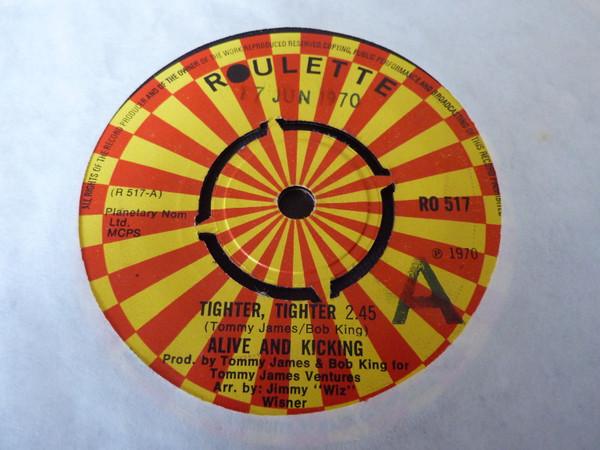 ALL RIGHTS OF THE RECORD PRODUCER AND OF THE OWNER OF THE WORK REPRODUCED RESERVED. COPYING, PUBLIC PERFORMANCE AND BROADCASTING OF THIS RECORD PROHIBITED
ROULETTE
17 JUN 1970
(R 517-A)
RO 517
Planetary Nom
Ltd.
MCPS
℗ 1970
A
TIGHTER, TIGHTER 2.45
(Tommy James/Bob King)
ALIVE AND KICKING
Prod. by Tommy James & Bob King for
Tommy James Ventures
Arr. by: Jimmy "Wiz"
Wisner